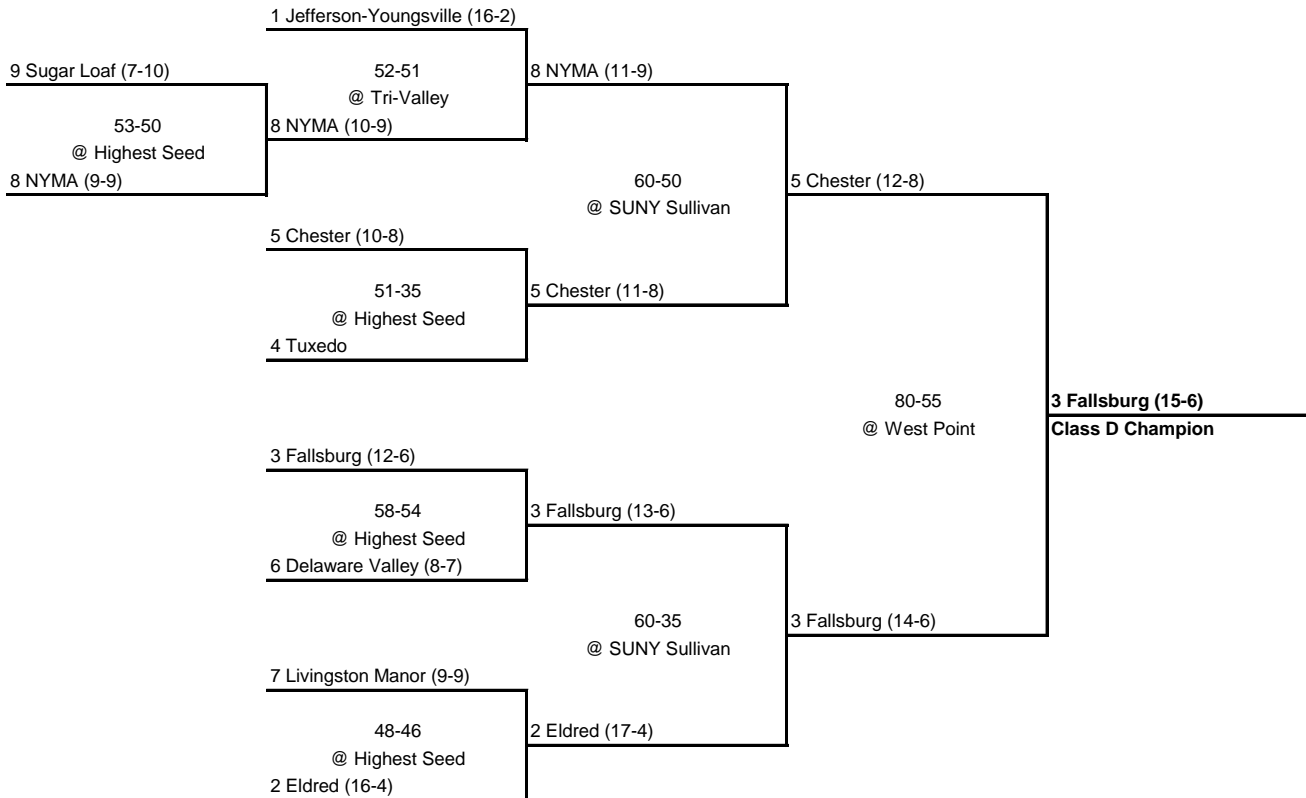 1 Jefferson-Youngsville (16-2)
9 Sugar Loaf (7-10)
52-51
@ Tri-Valley
8 NYMA (11-9)
53-50
@ Highest Seed
8 NYMA (10-9)
8 NYMA (9-9)
60-50
@ SUNY Sullivan
5 Chester (12-8)
5 Chester (10-8)
51-35
@ Highest Seed
5 Chester (11-8)
4 Tuxedo
80-55
@ West Point
3 Fallsburg (15-6)
Class D Champion
3 Fallsburg (12-6)
58-54
@ Highest Seed
3 Fallsburg (13-6)
6 Delaware Valley (8-7)
60-35
@ SUNY Sullivan
3 Fallsburg (14-6)
7 Livingston Manor (9-9)
48-46
@ Highest Seed
2 Eldred (17-4)
2 Eldred (16-4)